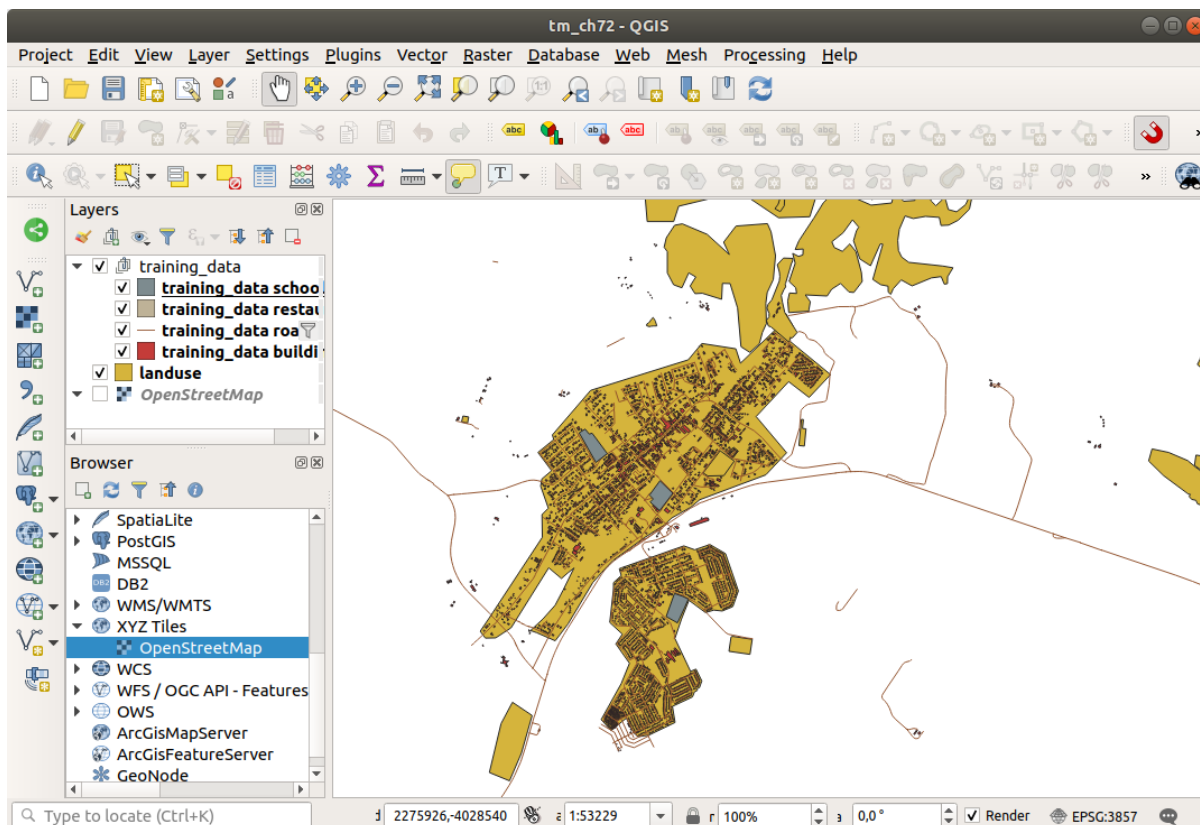 tm_ch72 - QGIS
Project Edit View Layer Settings Plugins Vector Raster Database Web Mesh Processing Help
abc abc abc
T
Layers
training_data
training_data schoo
training_data restau
training_data roa
training_data buildi
landuse
OpenStreetMap
Browser
SpatiaLite
PostGIS
MSSQL
DB2
WMS/WMTS
XYZ Tiles
OpenStreetMap
WCS
WFS / OGC API - Features
OWS
ArcGisMapServer
ArcGisFeatureServer
GeoNode
Type to locate (Ctrl+K) 2275926,-4028540 1:53229 100% 0,0 ° Render EPSG:3857